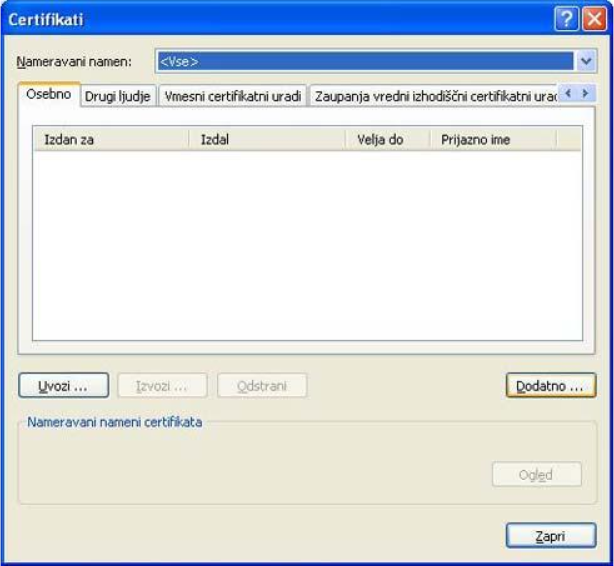 Certifikati
Nameravani namen: <Vse>
Osebno Drugi ljudje Vmesni certifikatni uradi Zaupanja vredni izhodiščni certifikatni urad
Izdan za Izdal Velja do Prijazno ime
Uvozi ... Izvozi ... Odstrani Dodatno ...
Nameravani nameni certifikata
Ogled
Zapri